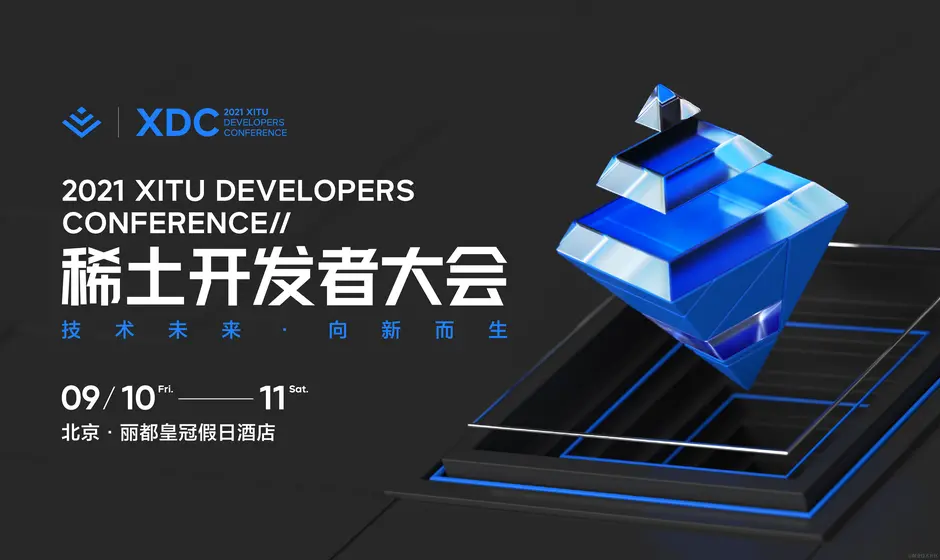 XDC
2021 XITU
DEVELOPERS
CONFERENCE
2021 XITU DEVELOPERS
CONFERENCE//
稀土开发者大会
技术未来·向新而生
09/10 Fri. — 11 Sat.
北京·丽都皇冠假日酒店